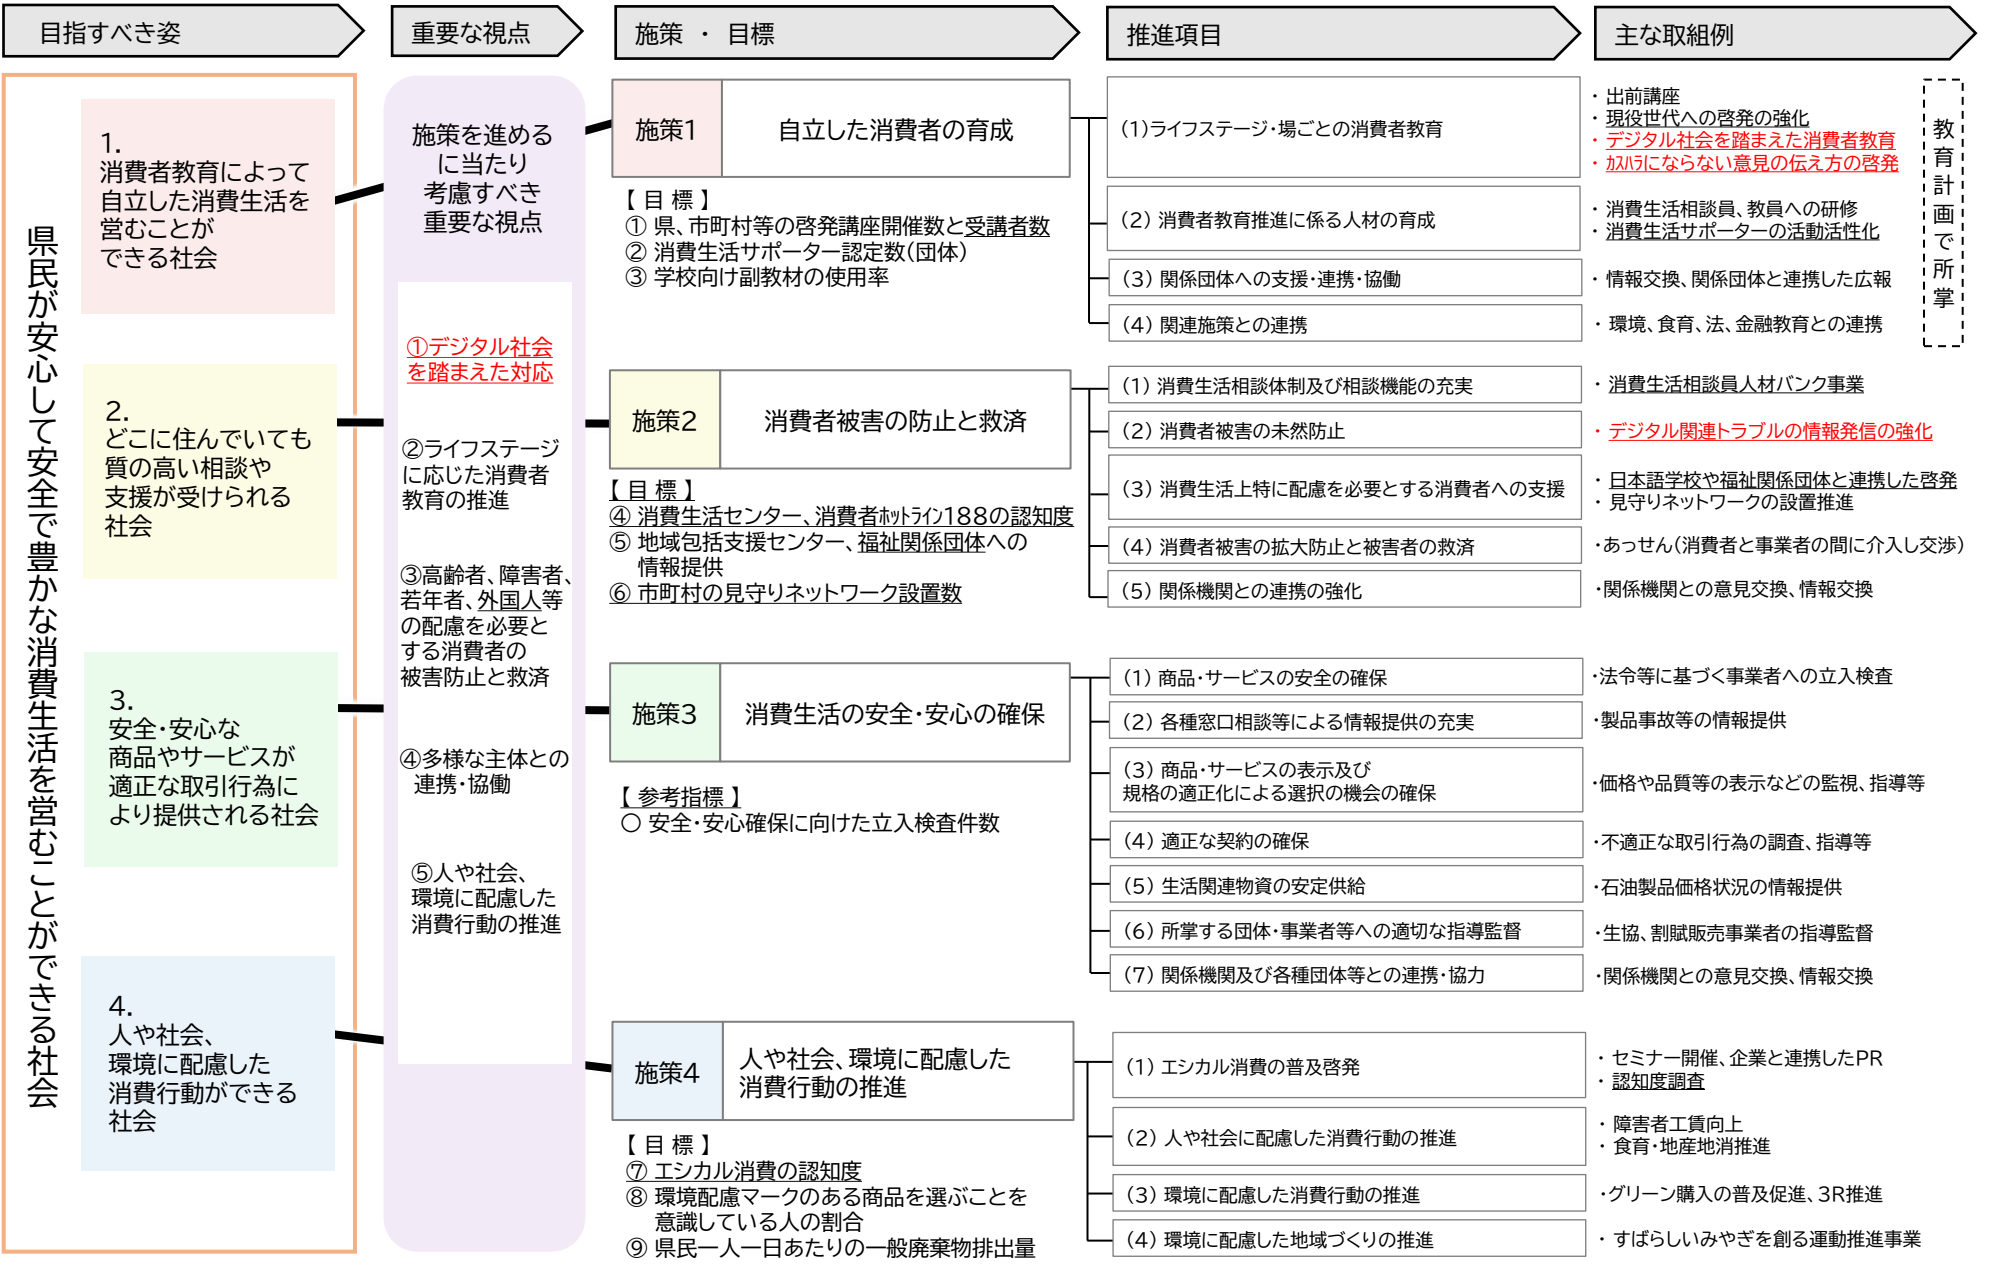 目指すべき姿
重要な視点
施策 ・ 目標
推進項目
主な取組例
県民が安心して安全で豊かな消費生活を営むことができる社会
1.
消費者教育によって
自立した消費生活を
営むことが
できる社会
2.
どこに住んでいても
質の高い相談や
支援が受けられる
社会
3.
安全・安心な
商品やサービスが
適正な取引行為に
より提供される社会
4.
人や社会、
環境に配慮した
消費行動ができる
社会
施策を進める
に当たり
考慮すべき
重要な視点
①デジタル社会
を踏まえた対応
②ライフステージ
に応じた消費者
教育の推進
③高齢者、障害者、
若年者、外国人等
の配慮を必要と
する消費者の
被害防止と救済
④多様な主体との
連携・協働
⑤人や社会、
環境に配慮した
消費行動の推進
施策1
自立した消費者の育成
【 目 標 】
① 県、市町村等の啓発講座開催数と受講者数
② 消費生活サポーター認定数（団体）
③ 学校向け副教材の使用率
(1)ライフステージ・場ごとの消費者教育
・ 出前講座
・ 現役世代への啓発の強化
・ デジタル社会を踏まえた消費者教育
・ ｶｽﾊﾗにならない意見の伝え方の啓発
(2) 消費者教育推進に係る人材の育成
・ 消費生活相談員、教員への研修
・ 消費生活サポーターの活動活性化
(3) 関係団体への支援・連携・協働
・ 情報交換、関係団体と連携した広報
(4) 関連施策との連携
・ 環境、食育、法、金融教育との連携
教育計画で所掌
施策2
消費者被害の防止と救済
【 目 標 】
④ 消費生活センター、消費者ﾎｯﾄﾗｲﾝ188の認知度
⑤ 地域包括支援センター、福祉関係団体への
情報提供
⑥ 市町村の見守りネットワーク設置数
(1) 消費生活相談体制及び相談機能の充実
・ 消費生活相談員人材バンク事業
(2) 消費者被害の未然防止
・ デジタル関連トラブルの情報発信の強化
(3) 消費生活上特に配慮を必要とする消費者への支援
・ 日本語学校や福祉関係団体と連携した啓発
・ 見守りネットワークの設置推進
(4) 消費者被害の拡大防止と被害者の救済
・あっせん（消費者と事業者の間に介入し交渉）
(5) 関係機関との連携の強化
・関係機関との意見交換、情報交換
施策3
消費生活の安全・安心の確保
【 参考指標 】
〇 安全・安心確保に向けた立入検査件数
(1) 商品・サービスの安全の確保
・法令等に基づく事業者への立入検査
(2) 各種窓口相談等による情報提供の充実
・製品事故等の情報提供
(3) 商品・サービスの表示及び
規格の適正化による選択の機会の確保
・価格や品質等の表示などの監視、指導等
(4) 適正な契約の確保
・不適正な取引行為の調査、指導等
(5) 生活関連物資の安定供給
・石油製品価格状況の情報提供
(6) 所掌する団体・事業者等への適切な指導監督
・生協、割賦販売事業者の指導監督
(7) 関係機関及び各種団体等との連携・協力
・関係機関との意見交換、情報交換
施策4
人や社会、環境に配慮した
消費行動の推進
【 目 標 】
⑦ エシカル消費の認知度
⑧ 環境配慮マークのある商品を選ぶことを
意識している人の割合
⑨ 県民一人一日あたりの一般廃棄物排出量
(1) エシカル消費の普及啓発
・ セミナー開催、企業と連携したPR
・ 認知度調査
(2) 人や社会に配慮した消費行動の推進
・ 障害者工賃向上
・ 食育・地産地消推進
(3) 環境に配慮した消費行動の推進
・グリーン購入の普及促進、3R推進
(4) 環境に配慮した地域づくりの推進
・ すばらしいみやぎを創る運動推進事業